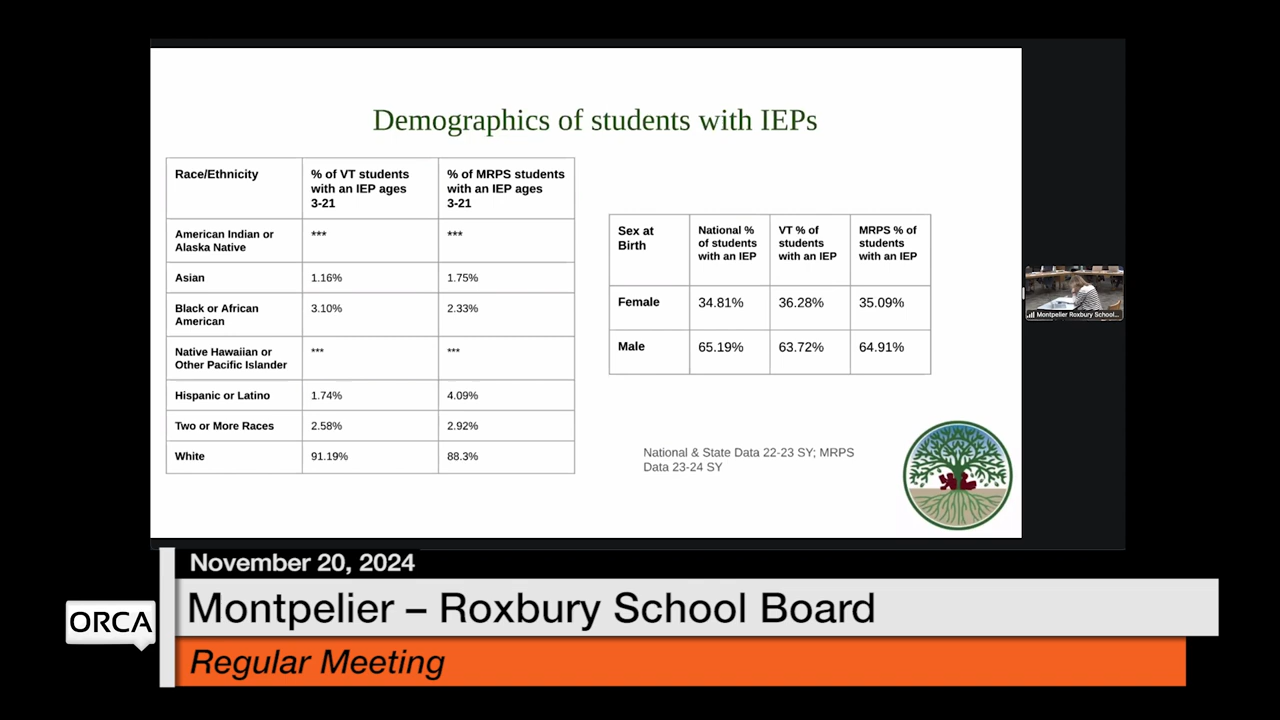 Demographics of students with IEPs
Race/Ethnicity
% of VT students
with an IEP ages
3-21
% of MRPS students
with an IEP ages
3-21
American Indian or
Alaska Native
***
***
Asian
1.16%
1.75%
Black or African
American
3.10%
2.33%
Native Hawaiian or
Other Pacific Islander
***
***
Hispanic or Latino
1.74%
4.09%
Two or More Races
2.58%
2.92%
White
91.19%
88.3%
Sex at
Birth
National %
of students
with an IEP
VT % of
students
with an IEP
MRPS % of
students
with an IEP
Female
34.81%
36.28%
35.09%
Male
65.19%
63.72%
64.91%
National & State Data 22-23 SY; MRPS
Data 23-24 SY
Montpelier Roxbury School...
November 20, 2024
ORCA
Montpelier – Roxbury School Board
Regular Meeting